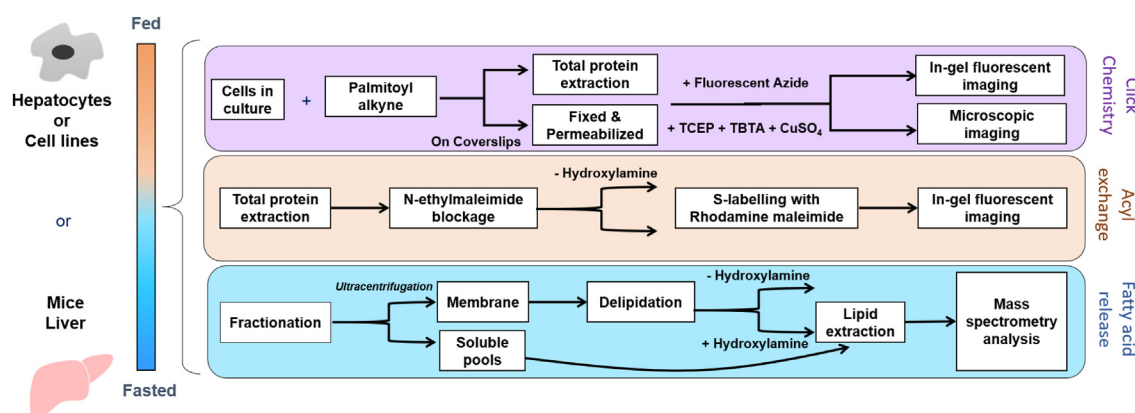 Fed
Hepatocytes
or
Cell lines
or
Mice
Liver
Fasted
Cells in
culture
+
Palmitoyl
alkyne
On Coverslips
Total protein
extraction
Fixed &
Permeabilized
+ Fluorescent Azide
+ TCEP + TBTA + CuSO₄
In-gel fluorescent
imaging
Microscopic
imaging
Click
Chemistry
Total protein
extraction
N-ethylmaleimide
blockage
- Hydroxylamine
S-labelling with
Rhodamine maleimide
In-gel fluorescent
imaging
Acyl
exchange
Fractionation
Ultracentrifugation
Membrane
Soluble
pools
Delipidation
- Hydroxylamine
+ Hydroxylamine
Lipid
extraction
Mass
spectrometry
analysis
Fatty acid
release